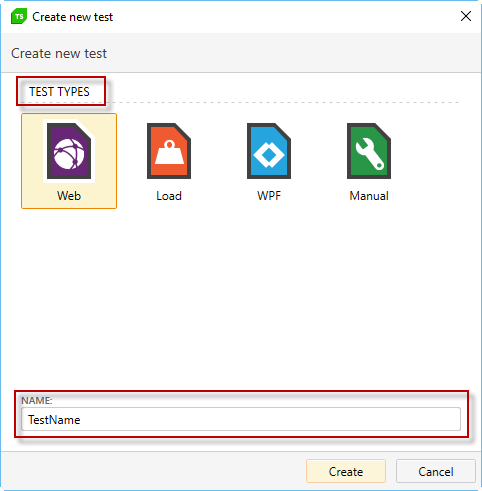 TS Create new test
Create new test
TEST TYPES
Web Load WPF Manual
NAME:
TestName
Create Cancel